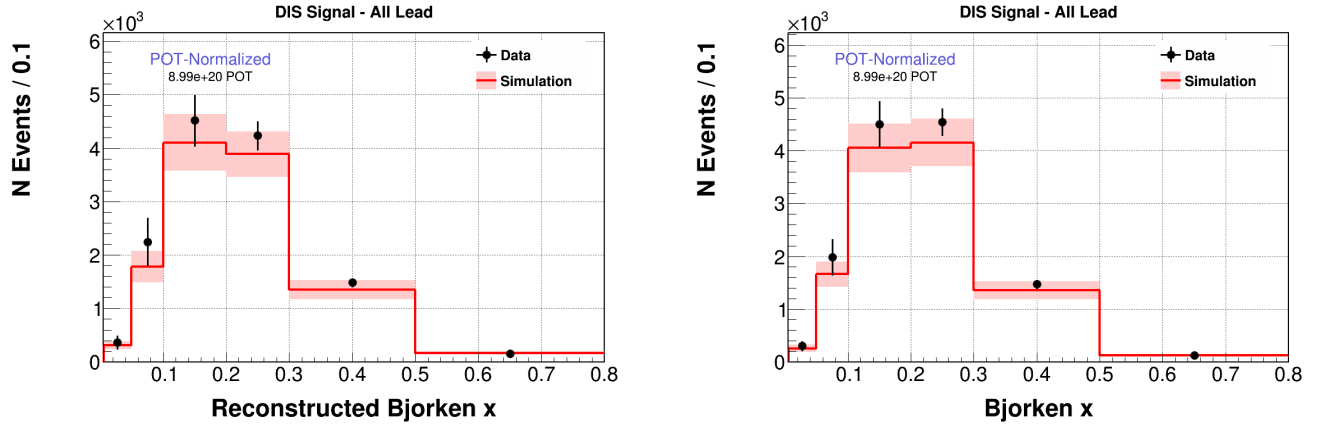 DIS Signal - All Lead
×10³
N Events / 0.1
POT-Normalized
8.99e+20 POT
Data
Simulation
6
5
4
3
2
1
0
0.1 0.2 0.3 0.4 0.5 0.6 0.7 0.8
Reconstructed Bjorken x
DIS Signal - All Lead
×10³
N Events / 0.1
POT-Normalized
8.99e+20 POT
Data
Simulation
6
5
4
3
2
1
0
0.1 0.2 0.3 0.4 0.5 0.6 0.7 0.8
Bjorken x